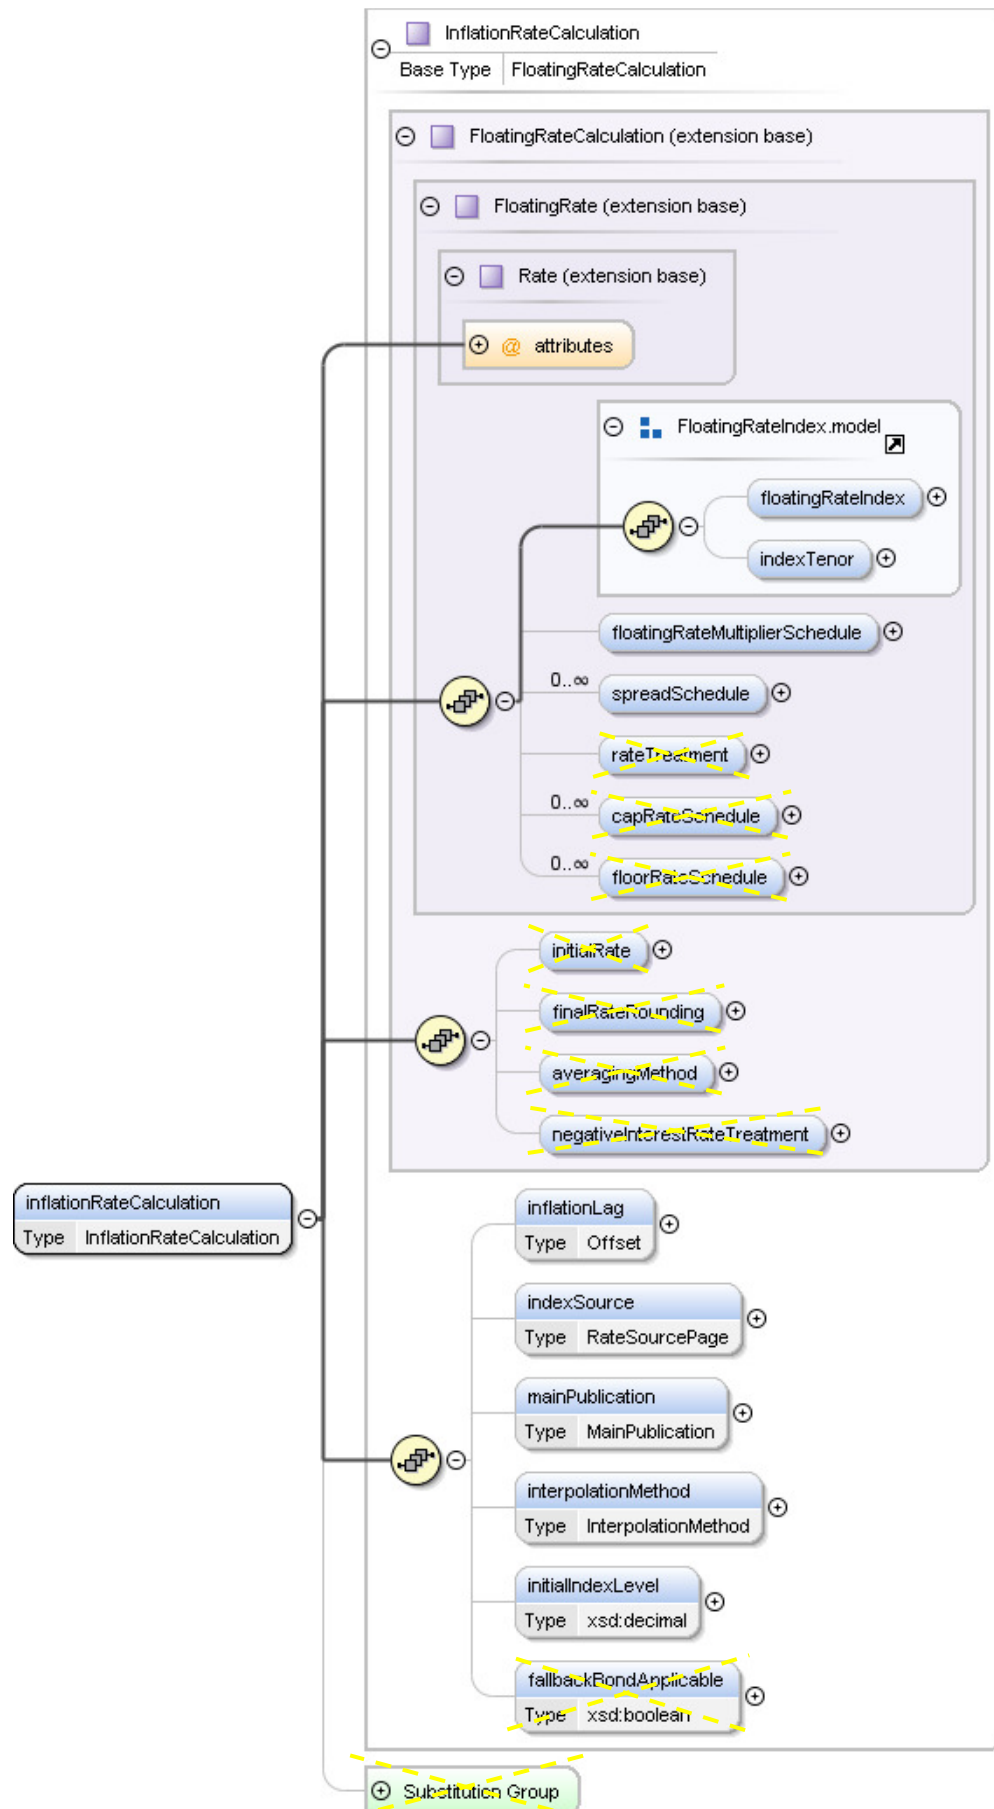 InflationRateCalculation
Base Type FloatingRateCalculation
FloatingRateCalculation (extension base)
FloatingRate (extension base)
Rate (extension base)
@ attributes
FloatingRateIndex.model
floatingRateIndex
indexTenor
floatingRateMultiplierSchedule
0..∞
spreadSchedule
rateTreatment
0..∞
capRateSchedule
0..∞
floorRateSchedule
initialRate
finalRateRounding
averagingMethod
negativeInterestRateTreatment
inflationRateCalculation
Type InflationRateCalculation
inflationLag
Type Offset
indexSource
Type RateSourcePage
mainPublication
Type MainPublication
interpolationMethod
Type InterpolationMethod
initialIndexLevel
Type xsd:decimal
fallbackBondApplicable
Type xsd:boolean
Substitution Group